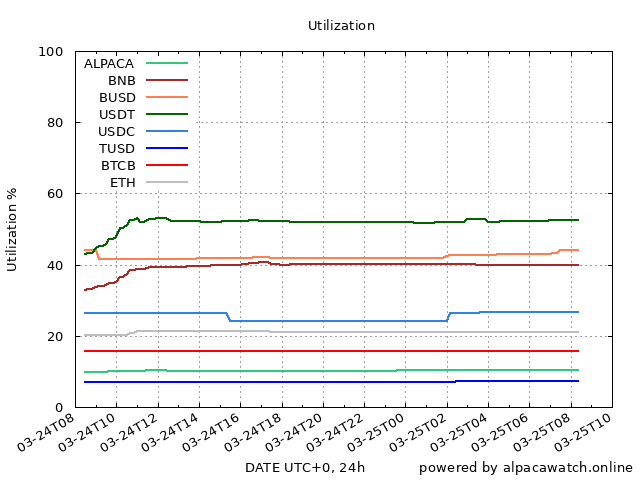 Utilization
100
80
60
40
20
0
Utilization %
ALPACA
BNB
BUSD
USDT
USDC
TUSD
BTCB
ETH
03-24T08
03-24T10
03-24T12
03-24T14
03-24T16
03-24T18
03-24T20
03-24T22
03-25T00
03-25T02
03-25T04
03-25T06
03-25T08
03-25T10
DATE UTC+0, 24h
powered by alpacawatch.online